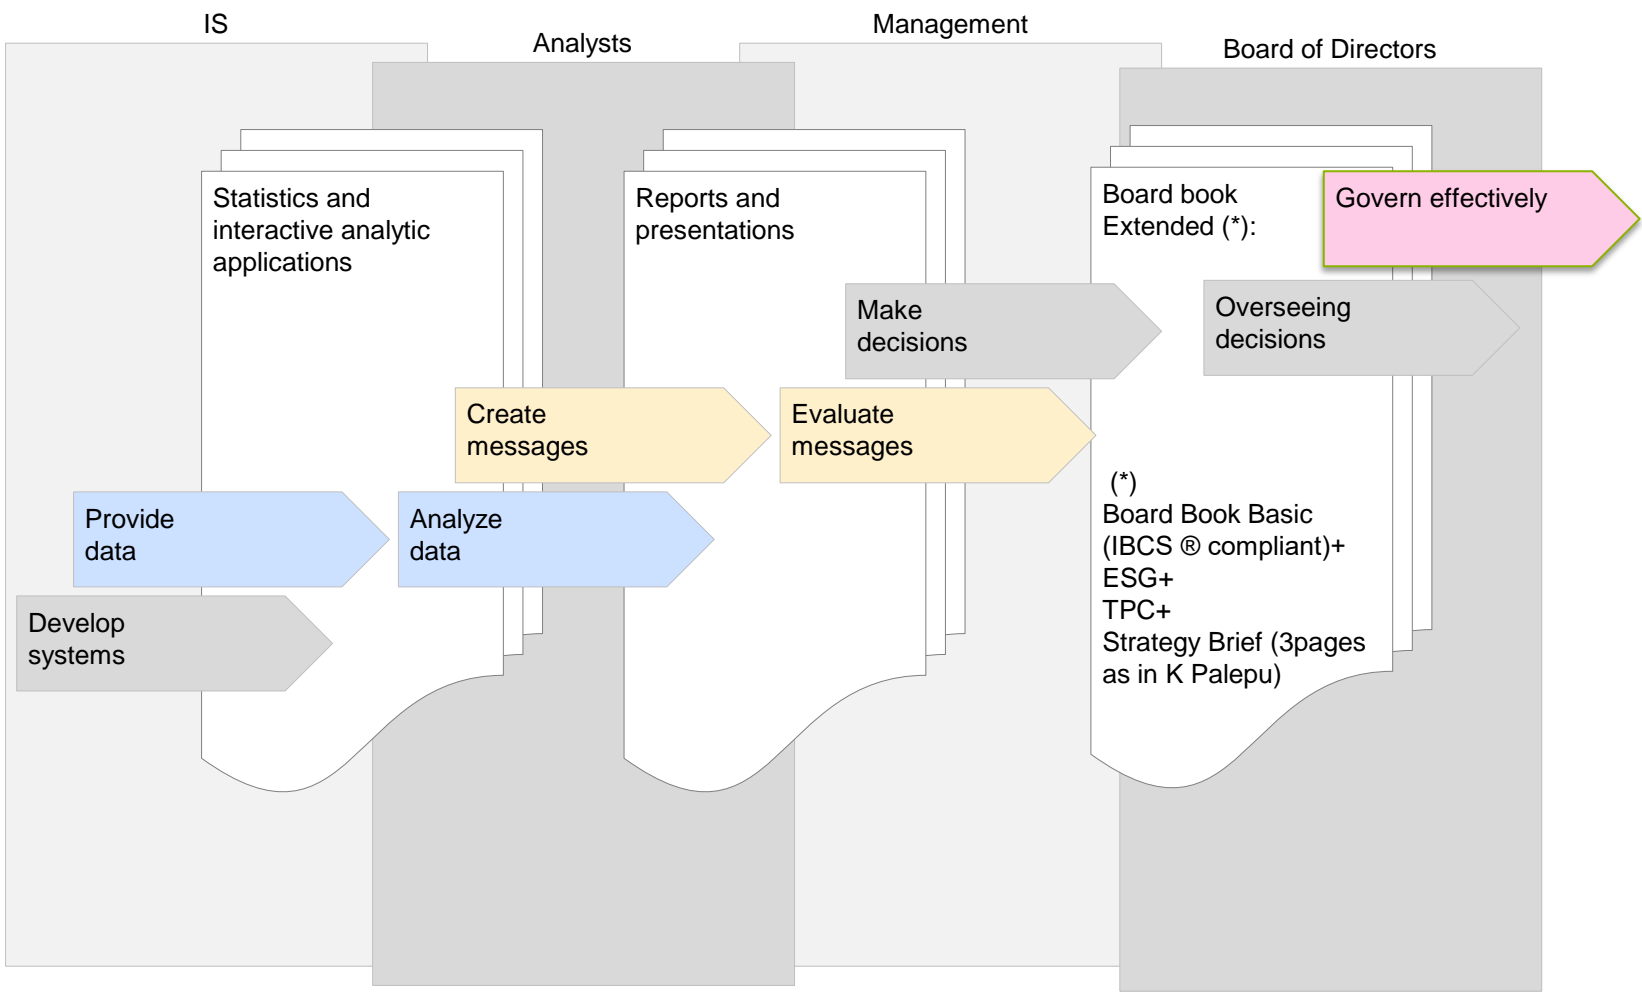 IS
Analysts
Management
Board of Directors
Statistics and
interactive analytic
applications
Reports and
presentations
Board book
Extended (*):
Govern effectively
Make
decisions
Overseeing
decisions
Create
messages
Evaluate
messages
Provide
data
Analyze
data
Develop
systems
(*)
Board Book Basic
(IBCS ® compliant)+
ESG+
TPC+
Strategy Brief (3pages
as in K Palepu)